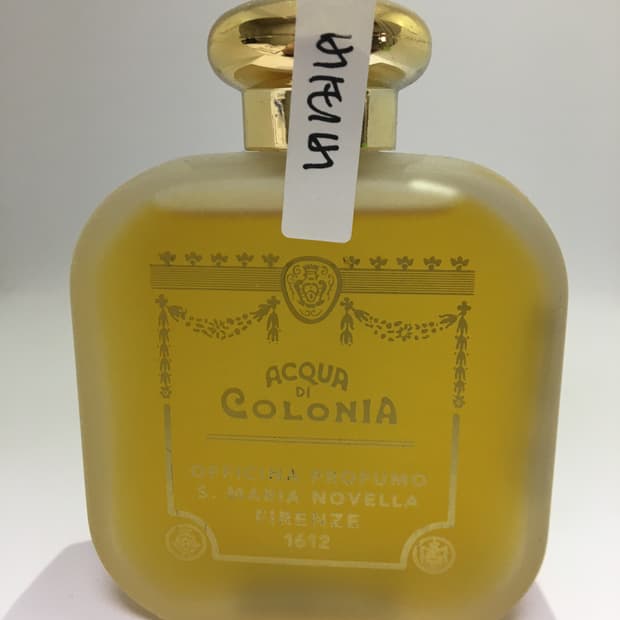 ACQUA
DI
COLONIA
OFFICINA PROFUMO
S. MARIA NOVELLA
FIRENZE
1612